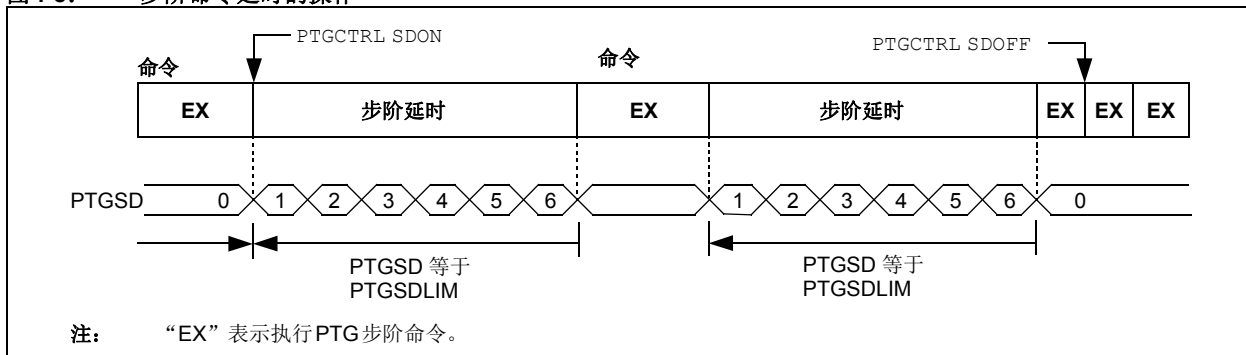 PTGCTRL SDON
PTGCTRL SDOFF
命令
命令
EX
步阶延时
EX
步阶延时
EX
EX
EX
PTGSD
0
1
2
3
4
5
6
1
2
3
4
5
6
0
PTGSD 等于
PTGSDLIM
PTGSD 等于
PTGSDLIM
注： “EX”表示执行PTG步阶命令。